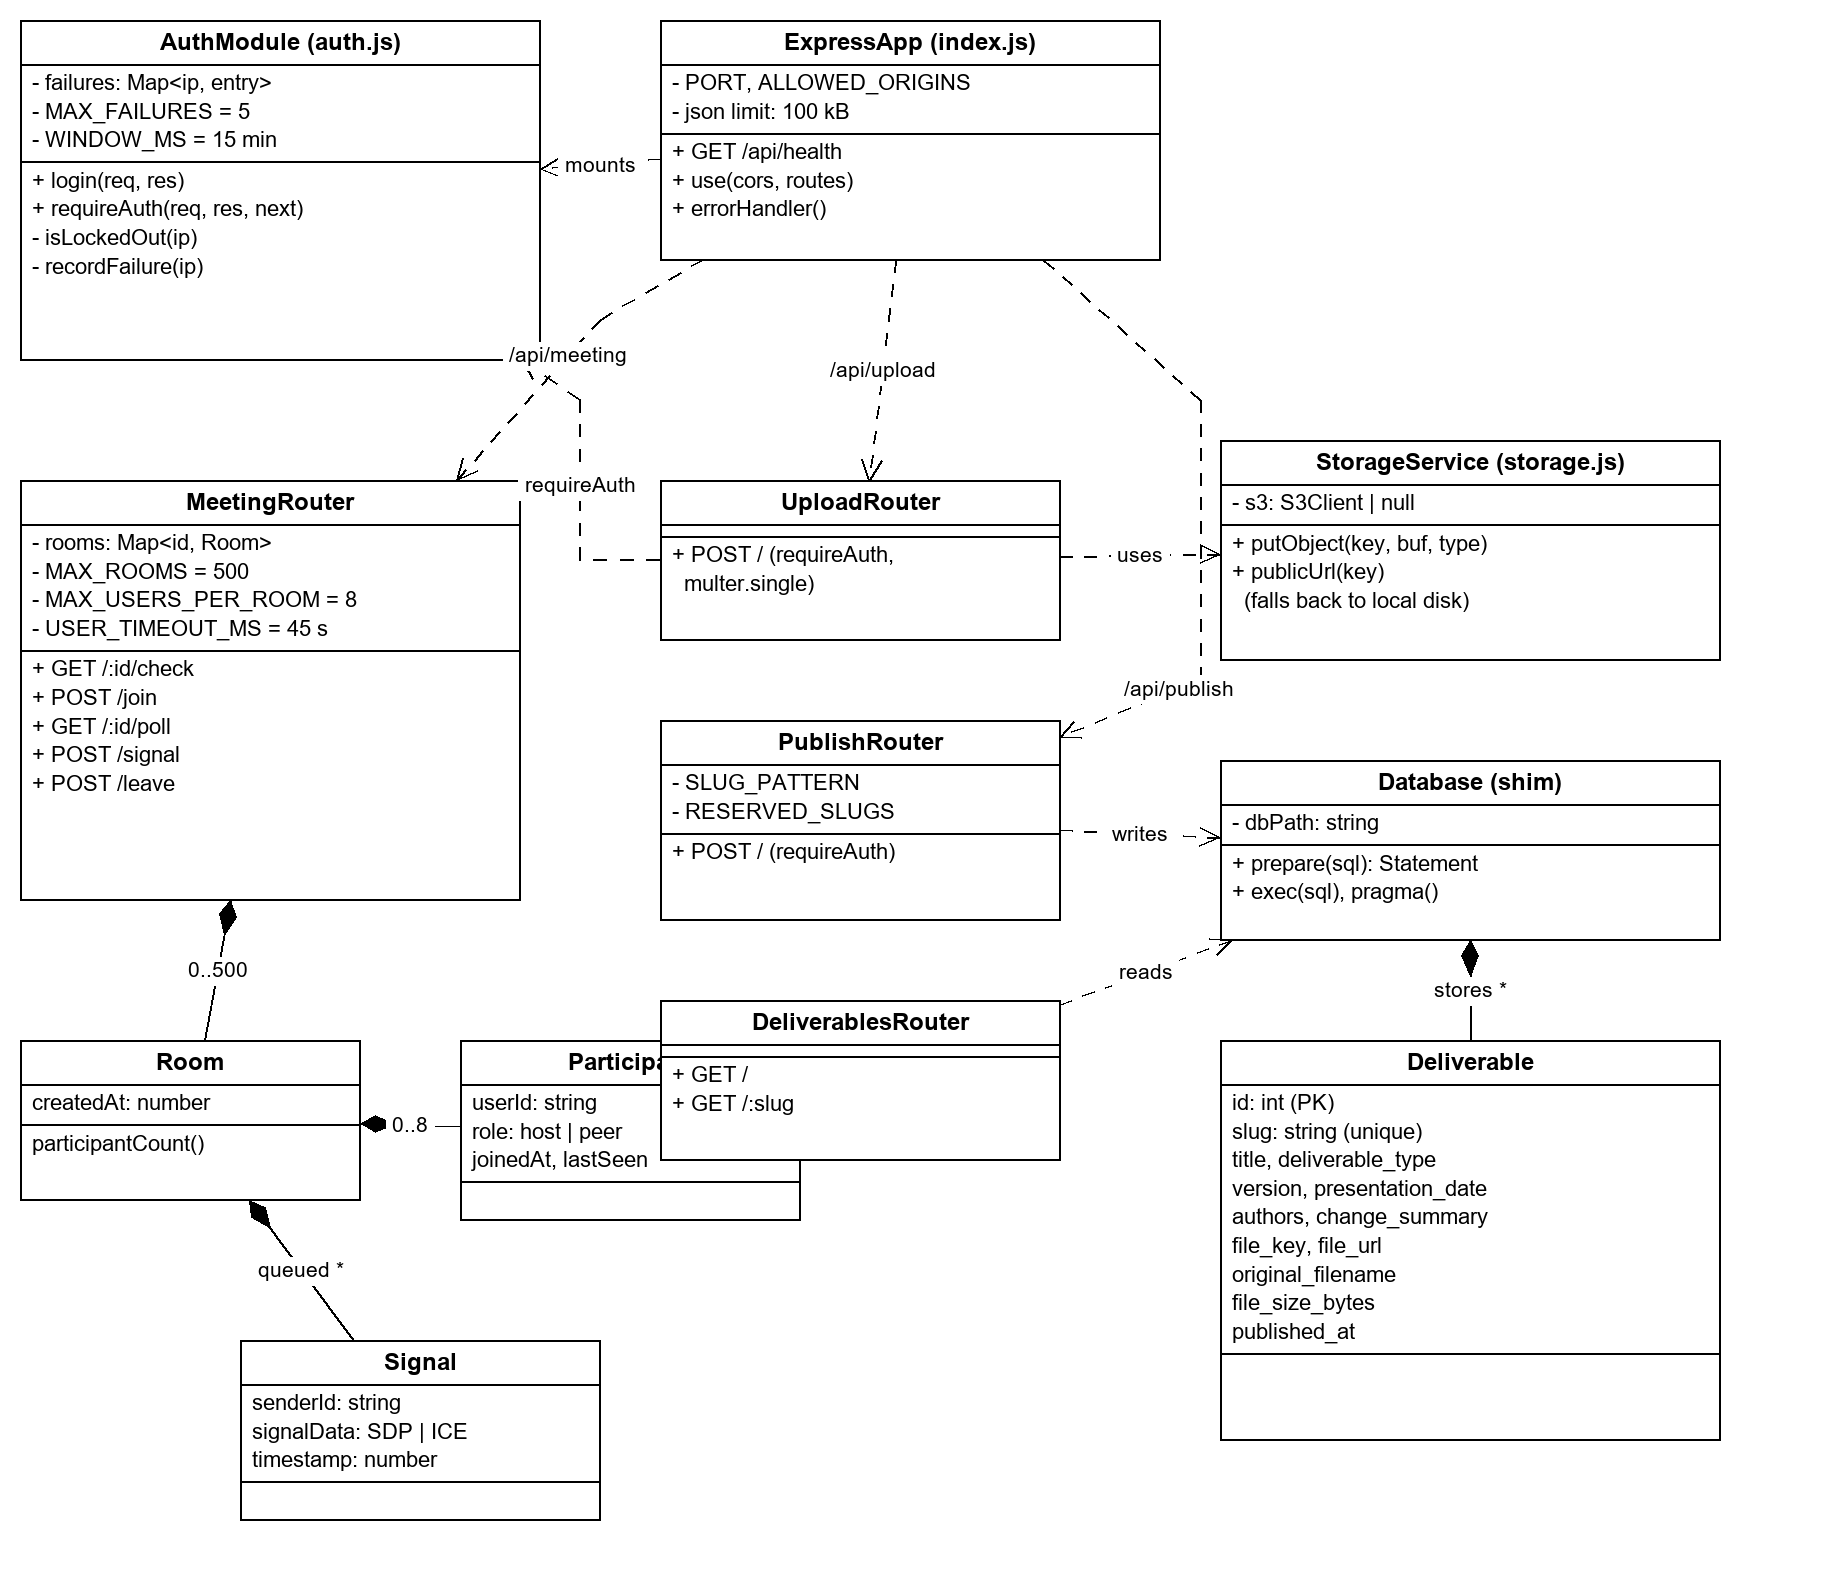 AuthModule (auth.js)
- failures: Map<ip, entry>
- MAX_FAILURES = 5
- WINDOW_MS = 15 min
+ login(req, res)
+ requireAuth(req, res, next)
- isLockedOut(ip)
- recordFailure(ip)
mounts
ExpressApp (index.js)
- PORT, ALLOWED_ORIGINS
- json limit: 100 kB
+ GET /api/health
+ use(cors, routes)
+ errorHandler()
/api/meeting
/api/upload
requireAuth
MeetingRouter
- rooms: Map<id, Room>
- MAX_ROOMS = 500
- MAX_USERS_PER_ROOM = 8
- USER_TIMEOUT_MS = 45 s
+ GET /:id/check
+ POST /join
+ GET /:id/poll
+ POST /signal
+ POST /leave
UploadRouter
+ POST / (requireAuth,
multer.single)
uses
StorageService (storage.js)
- s3: S3Client | null
+ putObject(key, buf, type)
+ publicUrl(key)
(falls back to local disk)
/api/publish
PublishRouter
- SLUG_PATTERN
- RESERVED_SLUGS
+ POST / (requireAuth)
writes
Database (shim)
- dbPath: string
+ prepare(sql): Statement
+ exec(sql), pragma()
reads
stores *
0..500
Room
createdAt: number
participantCount()
0..8
userId: string
role: host | peer
joinedAt, lastSeen
DeliverablesRouter
+ GET /
+ GET /:slug
Deliverable
id: int (PK)
slug: string (unique)
title, deliverable_type
version, presentation_date
authors, change_summary
file_key, file_url
original_filename
file_size_bytes
published_at
queued *
Signal
senderId: string
signalData: SDP | ICE
timestamp: number